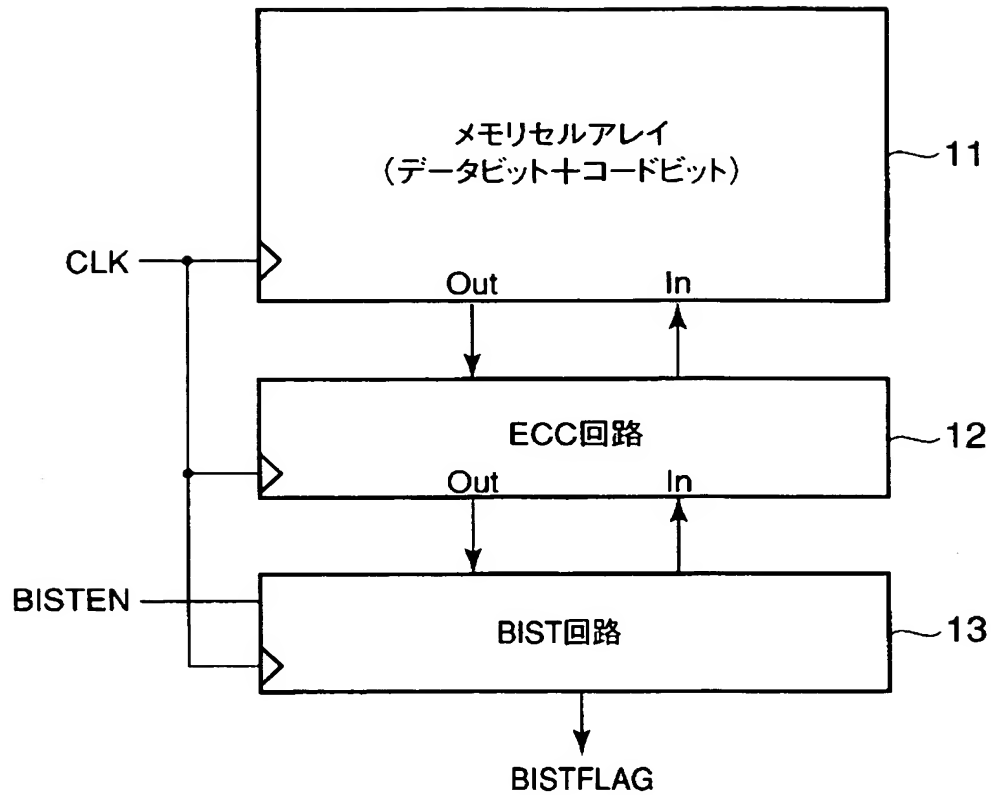 メモリセルアレイ
(データビット+コードビット)
11
CLK
Out In
ECC回路
12
Out In
BISTEN
BIST回路
13
BISTFLAG